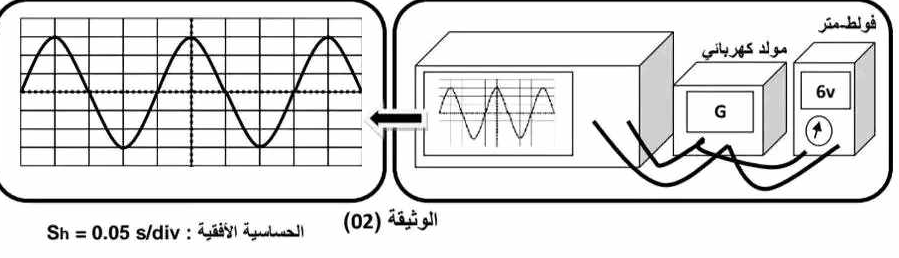 فولط-متر
مولد كهربائي
6v
G
الوثيقة (02)
الحساسية الأفقية : Sh = 0.05 s/div